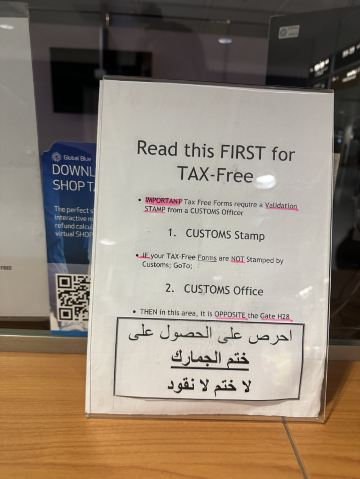 Global Blue
DOWNL
SHOP TA
The perfect s
interactive m
refund calcul
virtual SHOP
Read this FIRST for
TAX-Free
• IMPORTANT Tax Free Forms require a Validation
STAMP from a CUSTOMS Officer
1. CUSTOMS Stamp
• IF your TAX-Free Forms are NOT Stamped by
Customs; GoTo;
2. CUSTOMS Office
• THEN in this area, it is OPPOSITE the Gate H28
احرص على الحصول على
ختم الجمارك
لا ختم لا نقود